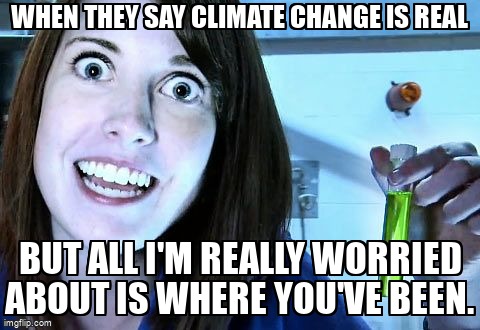 WHEN THEY SAY CLIMATE CHANGE IS REAL
BUT ALL I'M REALLY WORRIED
ABOUT IS WHERE YOU'VE BEEN.
imgflip.com